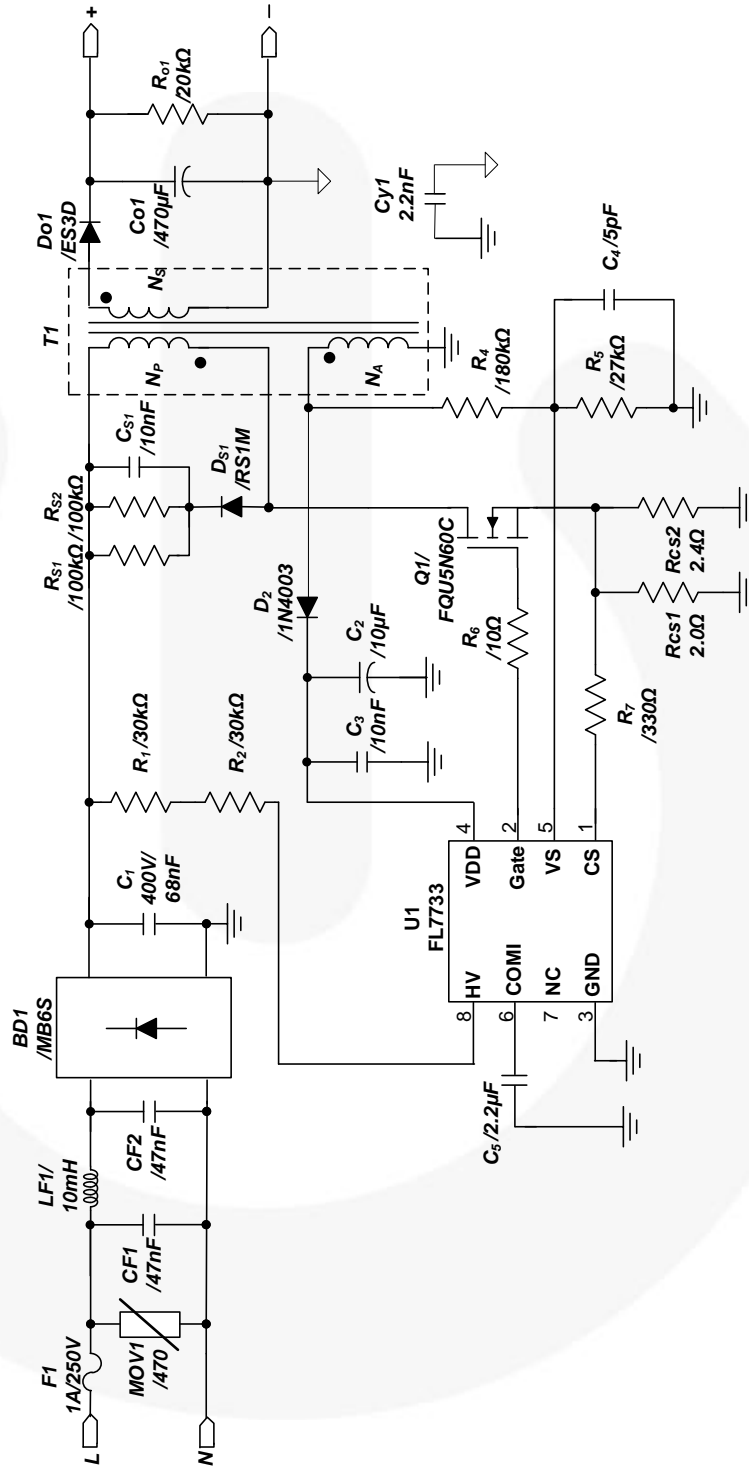 L
N
F1
1A/250V
MOV1
/470
CF1
/47nF
LF1/
10mH
CF2
/47nF
BD1
/MB6S
C1
400V/
68nF
R1/30kΩ
R2/30kΩ
RS1
/100kΩ
RS2
/100kΩ
CS1
/10nF
DS1
/RS1M
T1
NP
NS
NA
Do1
/ES3D
Co1
/470µF
Ro1
/20kΩ
+
-
Cy1
2.2nF
D2
/1N4003
C2
/10µF
C3
/10nF
R4
/180kΩ
R5
/27kΩ
C4/5pF
Q1/
FQU5N60C
R6
/10Ω
R7
/330Ω
Rcs1
2.0Ω
Rcs2
2.4Ω
U1
FL7733
8 HV
6 COMI
7 NC
3 GND
VDD 4
Gate 2
VS 5
CS 1
C5/2.2µF